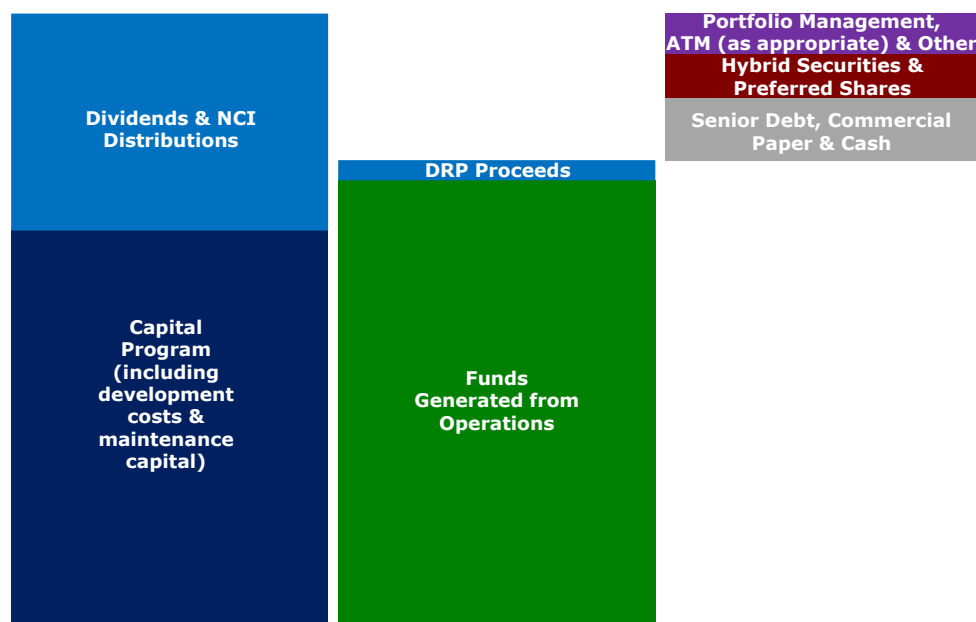 Dividends & NCI
Distributions
Capital
Program
(including
development
costs &
maintenance
capital)
DRP Proceeds
Funds
Generated from
Operations
Portfolio Management,
ATM (as appropriate) & Other
Hybrid Securities &
Preferred Shares
Senior Debt, Commercial
Paper & Cash